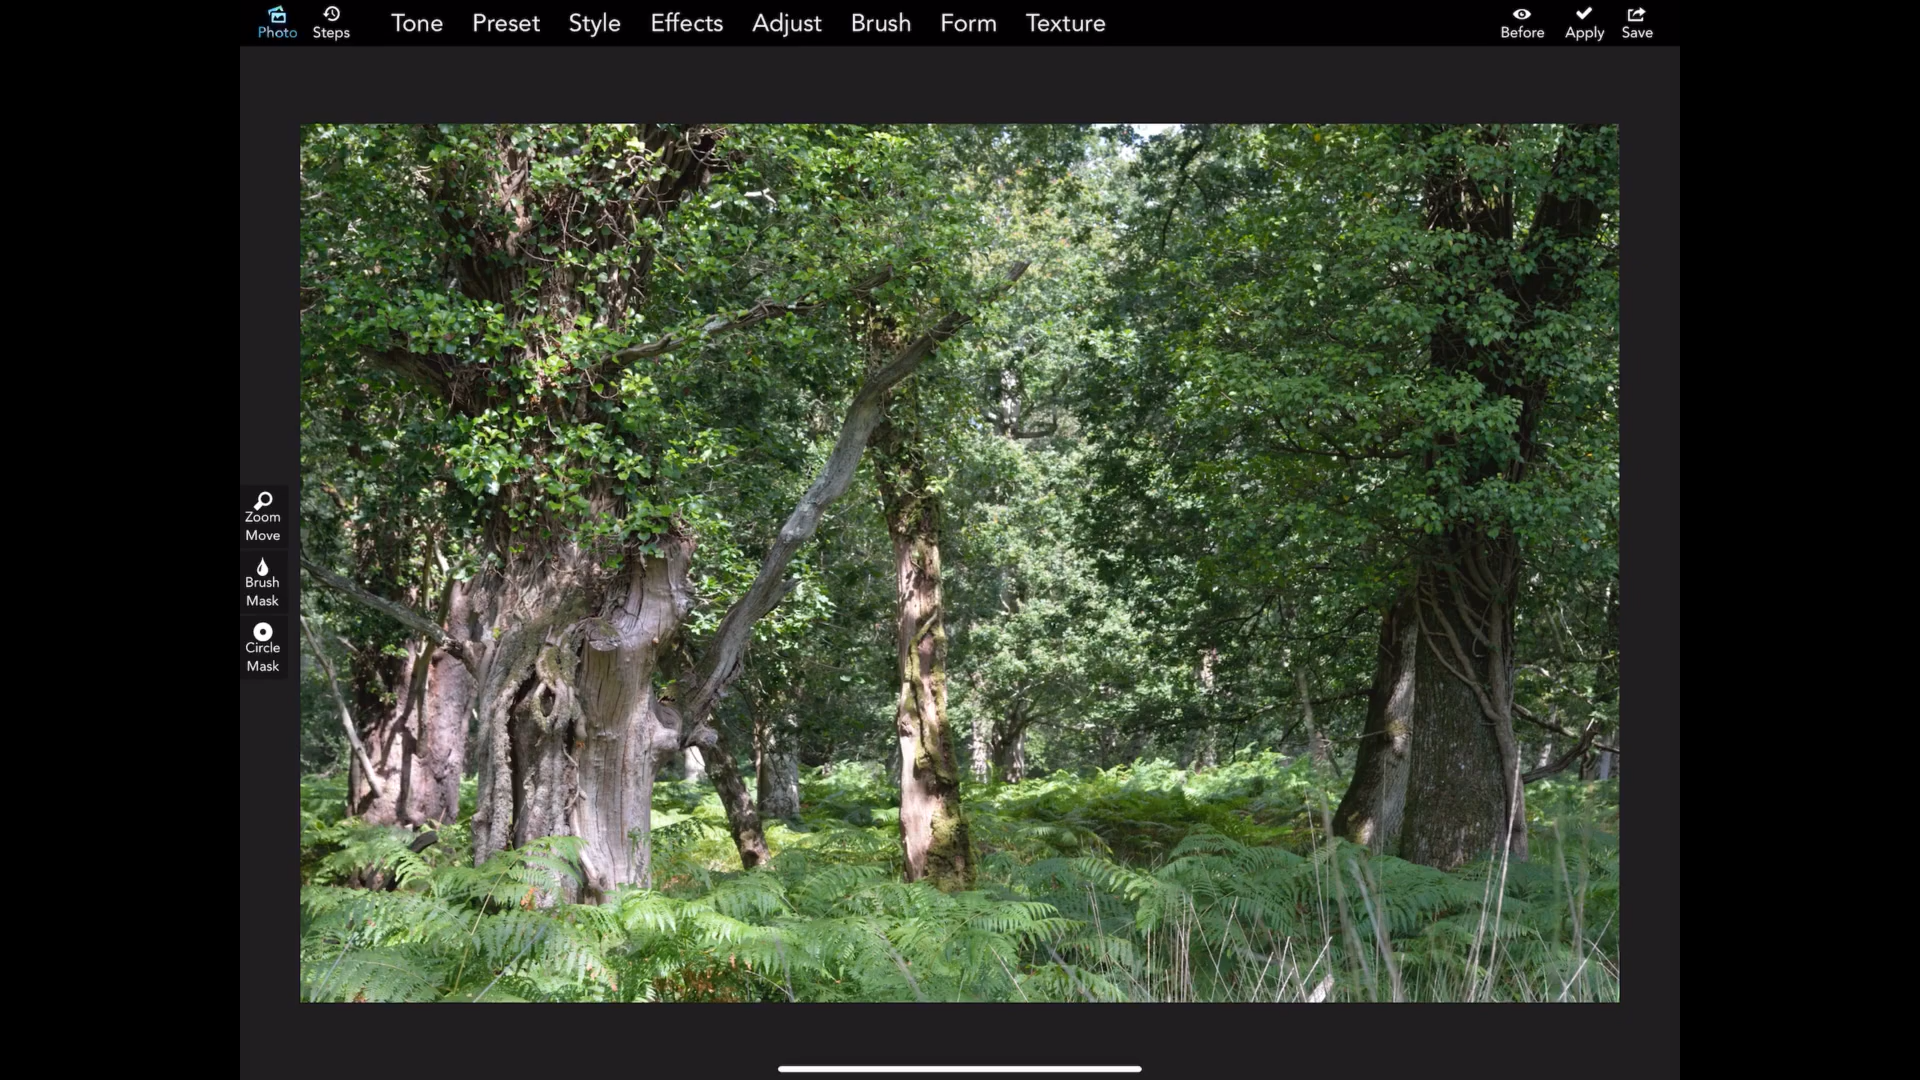 Photo
Steps
Tone
Preset
Style
Effects
Adjust
Brush
Form
Texture
Before
Apply
Save
Zoom
Move
Brush
Mask
Circle
Mask